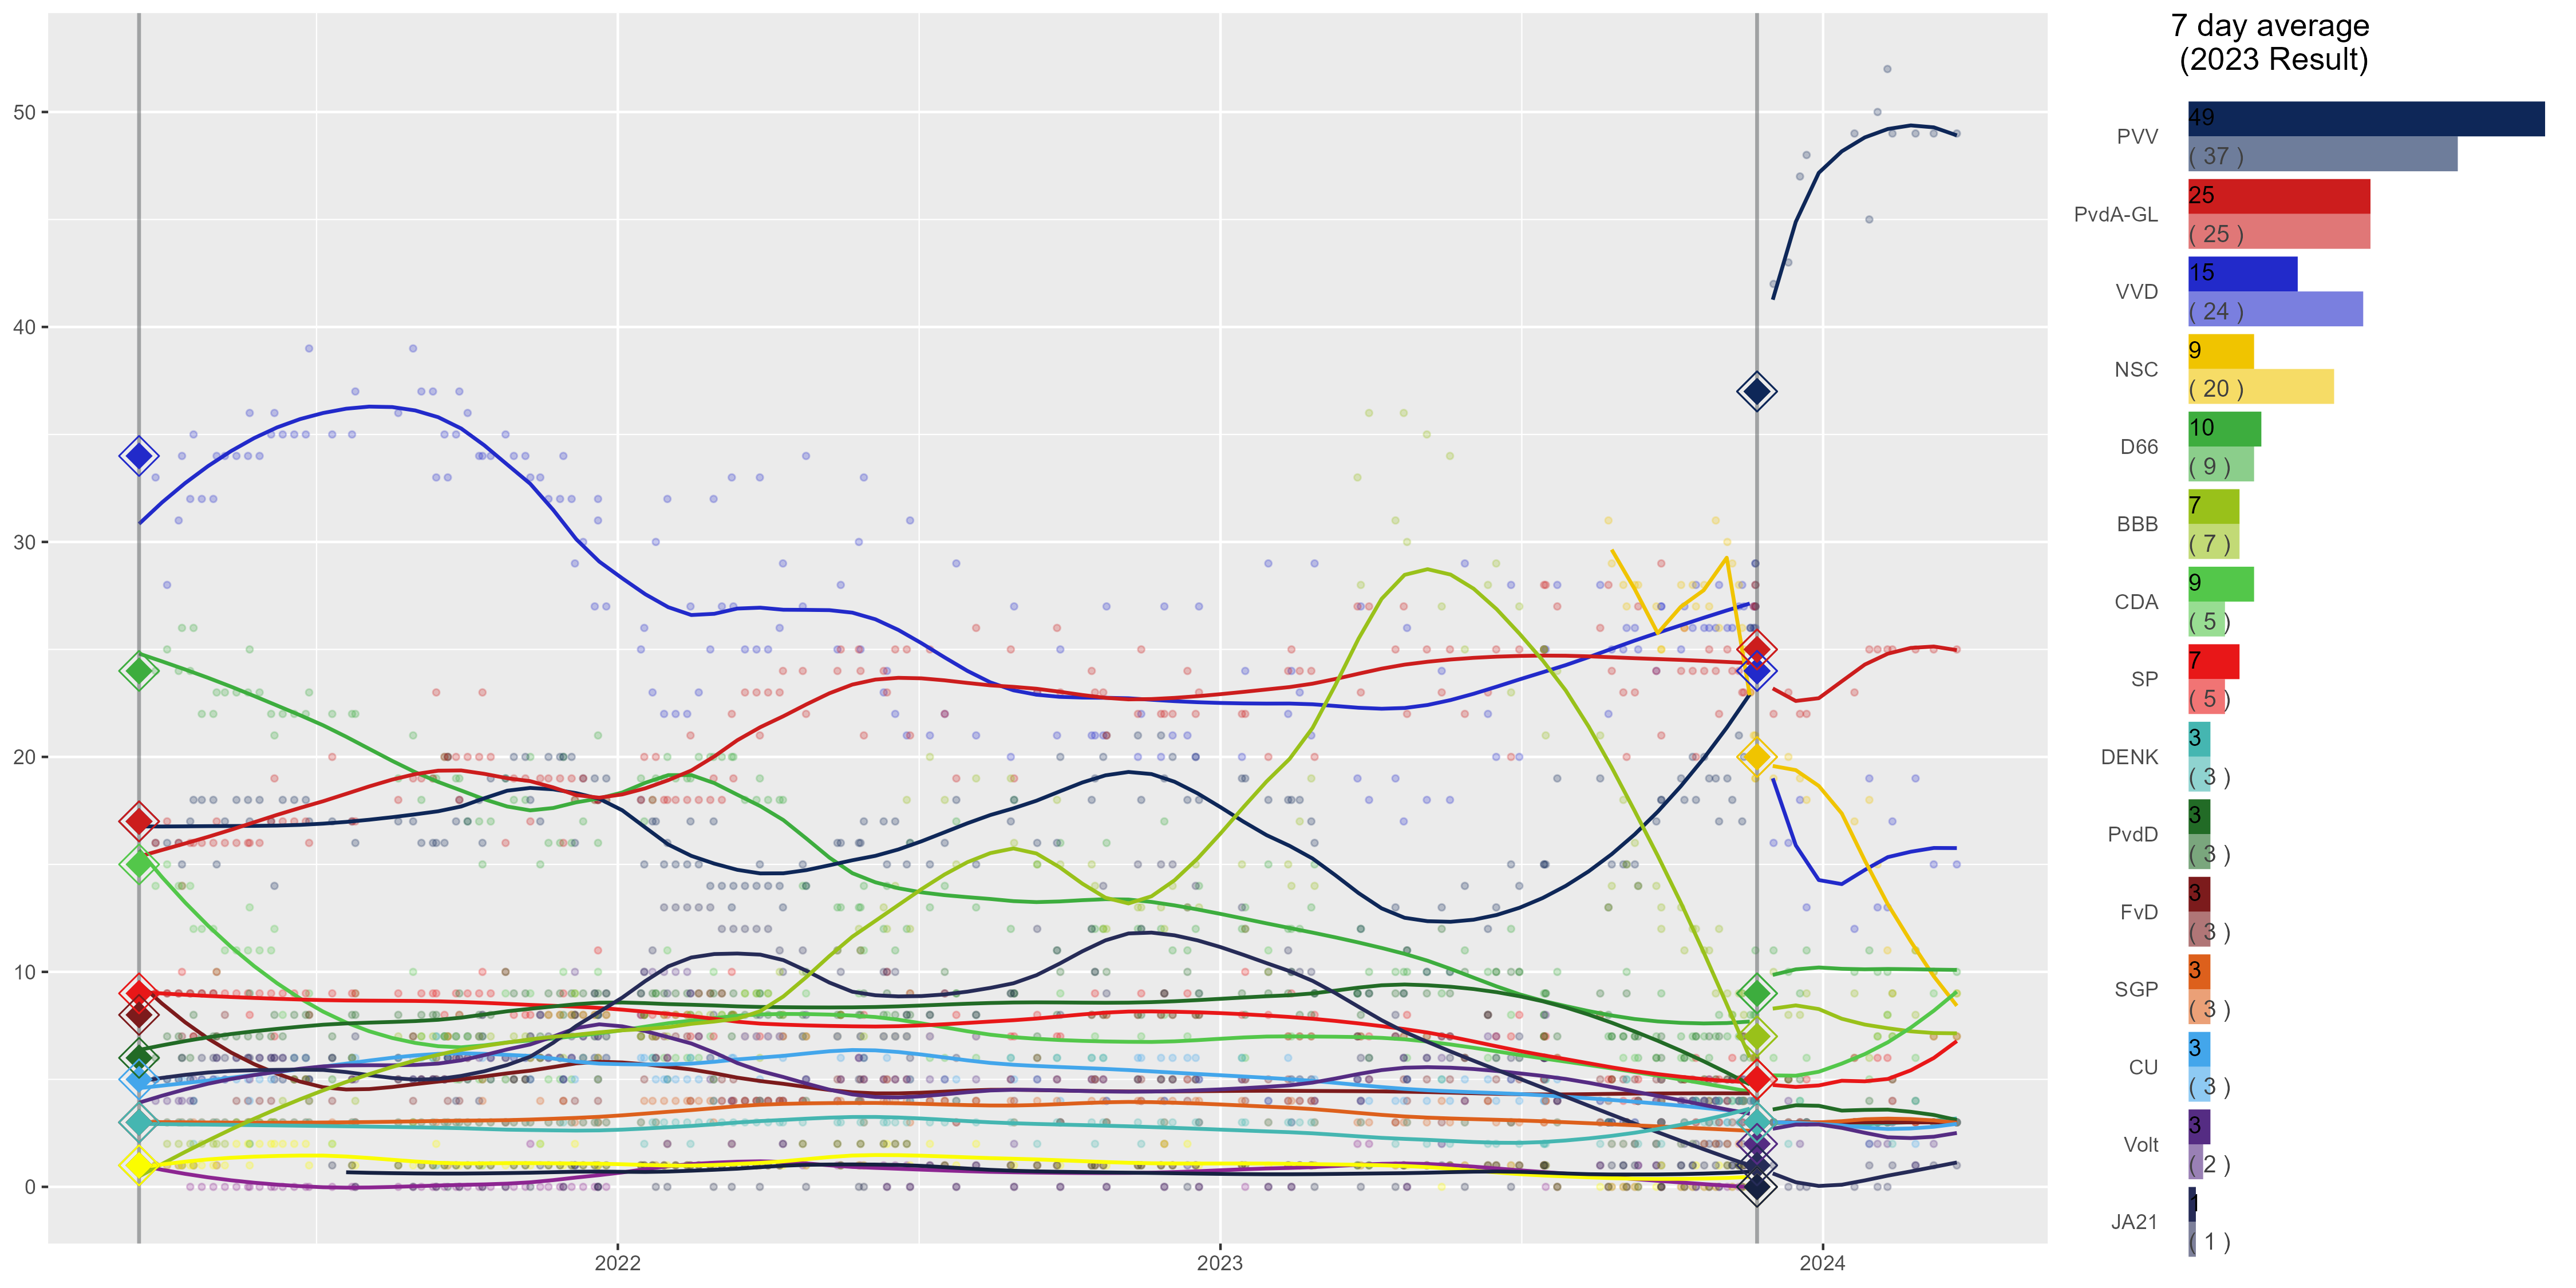 7 day average
(2023 Result)
50
40
30
20
10
0
2022
2023
2024
PVV
49
( 37 )
PvdA-GL
25
( 25 )
VVD
15
( 24 )
NSC
9
( 20 )
D66
10
( 9 )
BBB
7
( 7 )
CDA
9
( 5 )
SP
7
( 5 )
DENK
3
( 3 )
PvdD
3
( 3 )
FvD
3
( 3 )
SGP
3
( 3 )
CU
3
( 3 )
Volt
3
( 2 )
JA21
1
( 1 )